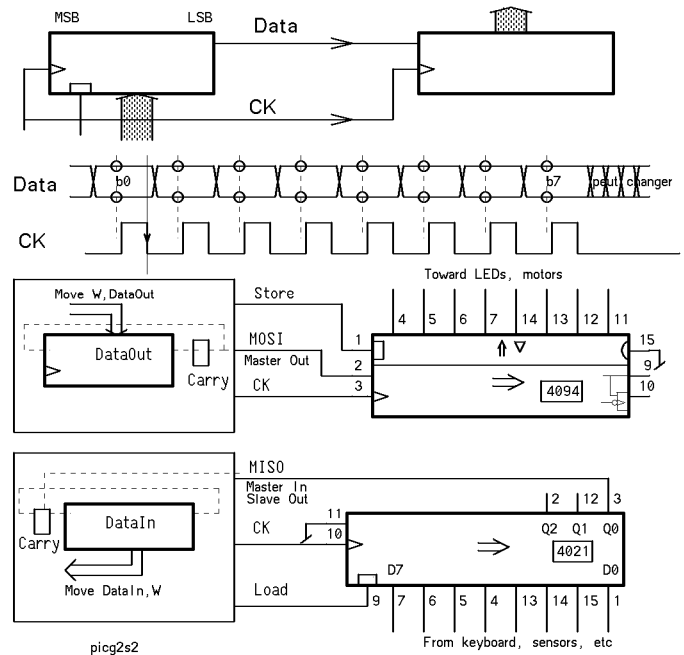 MSB LSB
Data
CK
Data b0 b7 peut changer
CK
Toward LEDs, motors
Move W,DataOut
Store
4 5 6 7 14 13 12 11
DataOut
MOSI
1 15
Master Out
2 9
Carry
CK
3
4094
10
MISO
Master In
Slave Out
2 12 3
DataIn
CK
11
10
Q2 Q1 Q0
Carry
4021
D7 D0
Move DataIn,W
Load
9 7 6 5 4 13 14 15 1
From keyboard, sensors, etc
picg2s2